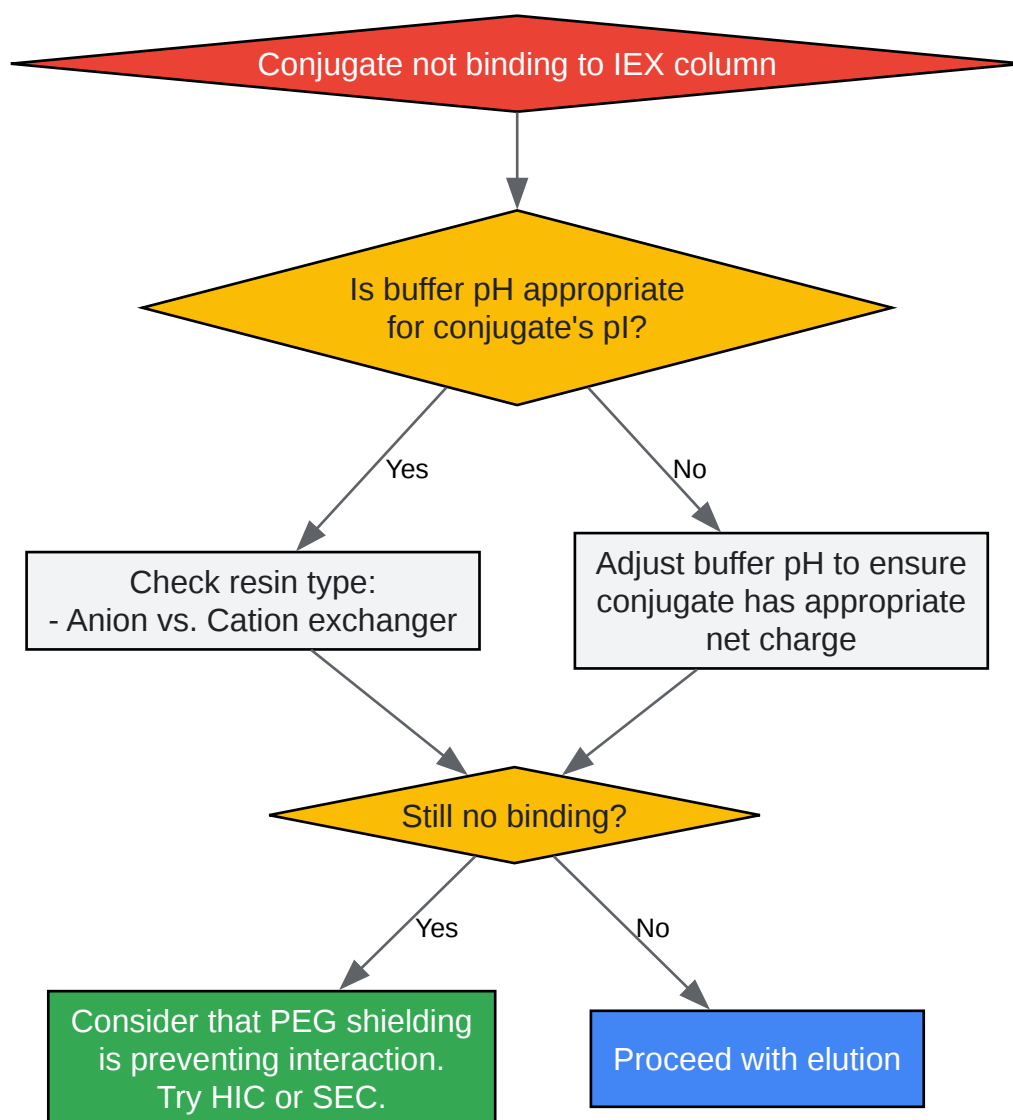 Conjugate not binding to IEX column
Is buffer pH appropriate
for conjugate's pI?
Yes
No
Check resin type:
- Anion vs. Cation exchanger
Adjust buffer pH to ensure
conjugate has appropriate
net charge
Still no binding?
Yes
No
Consider that PEG shielding
is preventing interaction.
Try HIC or SEC.
Proceed with elution